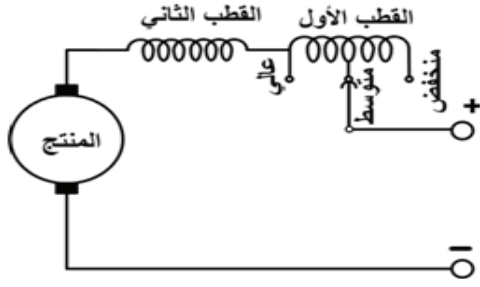 القطب الأول
القطب الثاني
منخفض
متوسط
عالي
+
المنتج
−